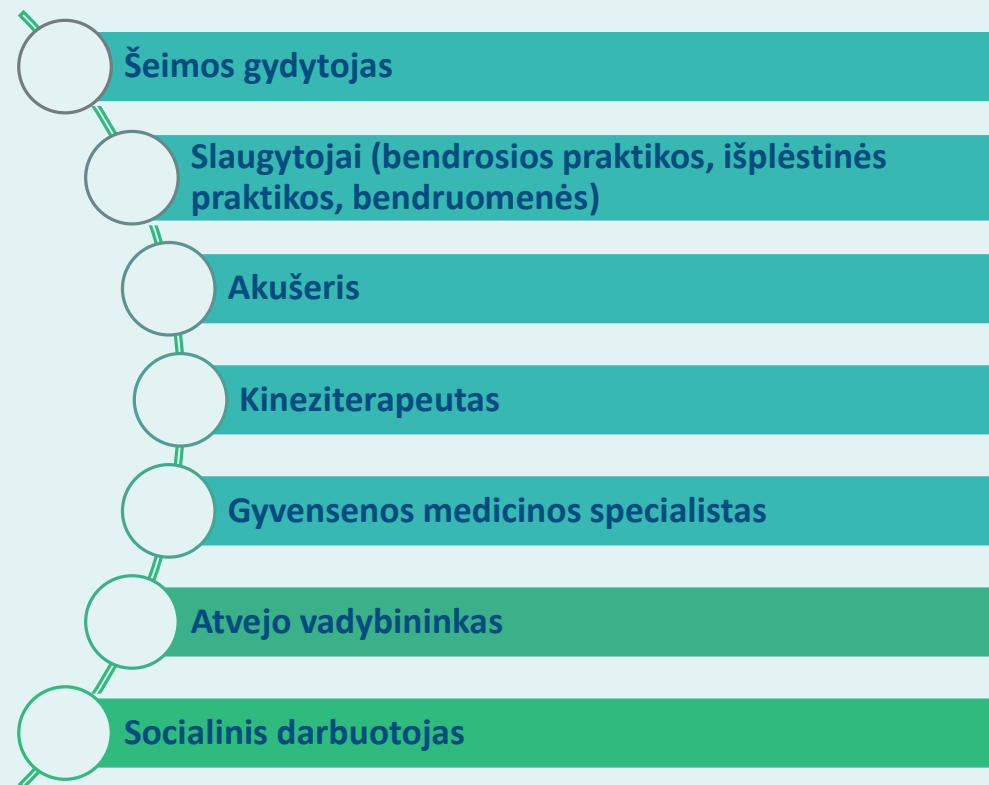 Šeimos gydytojas
Slaugytojai (bendrosios praktikos, išplėstinės
praktikos, bendruomenės)
Akušeris
Kineziterapeutas
Gyvensenos medicinos specialistas
Atvejo vadybininkas
Socialinis darbuotojas